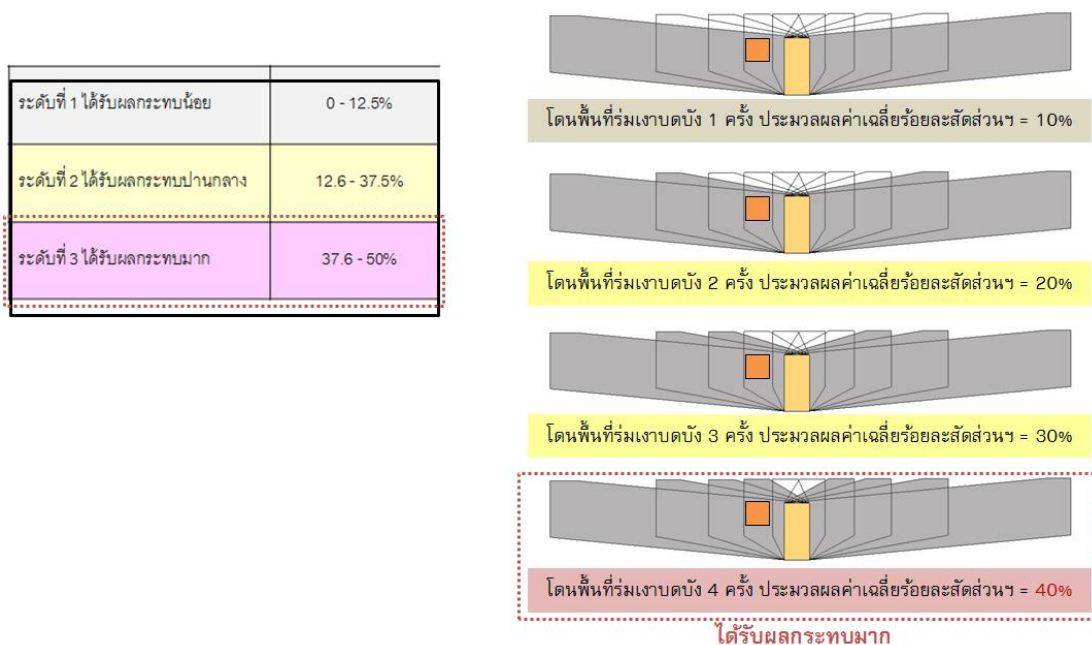 ระดับที่ 1 ได้รับผลกระทบน้อย 0 - 12.5%
ระดับที่ 2 ได้รับผลกระทบปานกลาง 12.6 - 37.5%
ระดับที่ 3 ได้รับผลกระทบมาก 37.6 - 50%
โดนพื้นที่ร่มเงาบดบัง 1 ครั้ง ประมวลผลค่าเฉลี่ยร้อยละสัดส่วนฯ = 10%
โดนพื้นที่ร่มเงาบดบัง 2 ครั้ง ประมวลผลค่าเฉลี่ยร้อยละสัดส่วนฯ = 20%
โดนพื้นที่ร่มเงาบดบัง 3 ครั้ง ประมวลผลค่าเฉลี่ยร้อยละสัดส่วนฯ = 30%
โดนพื้นที่ร่มเงาบดบัง 4 ครั้ง ประมวลผลค่าเฉลี่ยร้อยละสัดส่วนฯ = 40%
ได้รับผลกระทบมาก